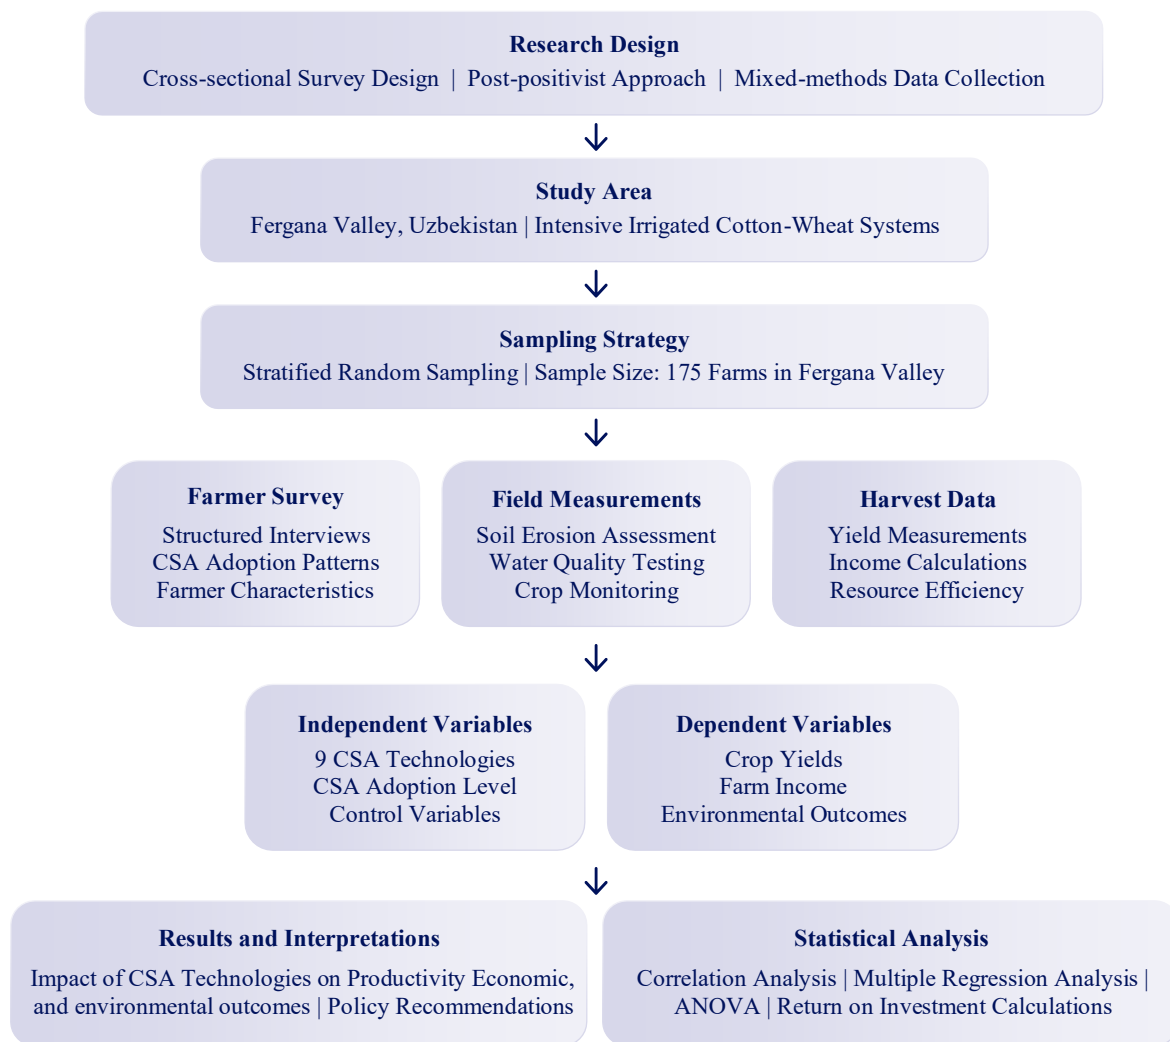 Research Design
Cross-sectional Survey Design | Post-positivist Approach | Mixed-methods Data Collection
Study Area
Fergana Valley, Uzbekistan | Intensive Irrigated Cotton-Wheat Systems
Sampling Strategy
Stratified Random Sampling | Sample Size: 175 Farms in Fergana Valley
Farmer Survey
Structured Interviews
CSA Adoption Patterns
Farmer Characteristics
Field Measurements
Soil Erosion Assessment
Water Quality Testing
Crop Monitoring
Harvest Data
Yield Measurements
Income Calculations
Resource Efficiency
Independent Variables
9 CSA Technologies
CSA Adoption Level
Control Variables
Dependent Variables
Crop Yields
Farm Income
Environmental Outcomes
Results and Interpretations
Impact of CSA Technologies on Productivity Economic,
and environmental outcomes | Policy Recommendations
Statistical Analysis
Correlation Analysis | Multiple Regression Analysis |
ANOVA | Return on Investment Calculations